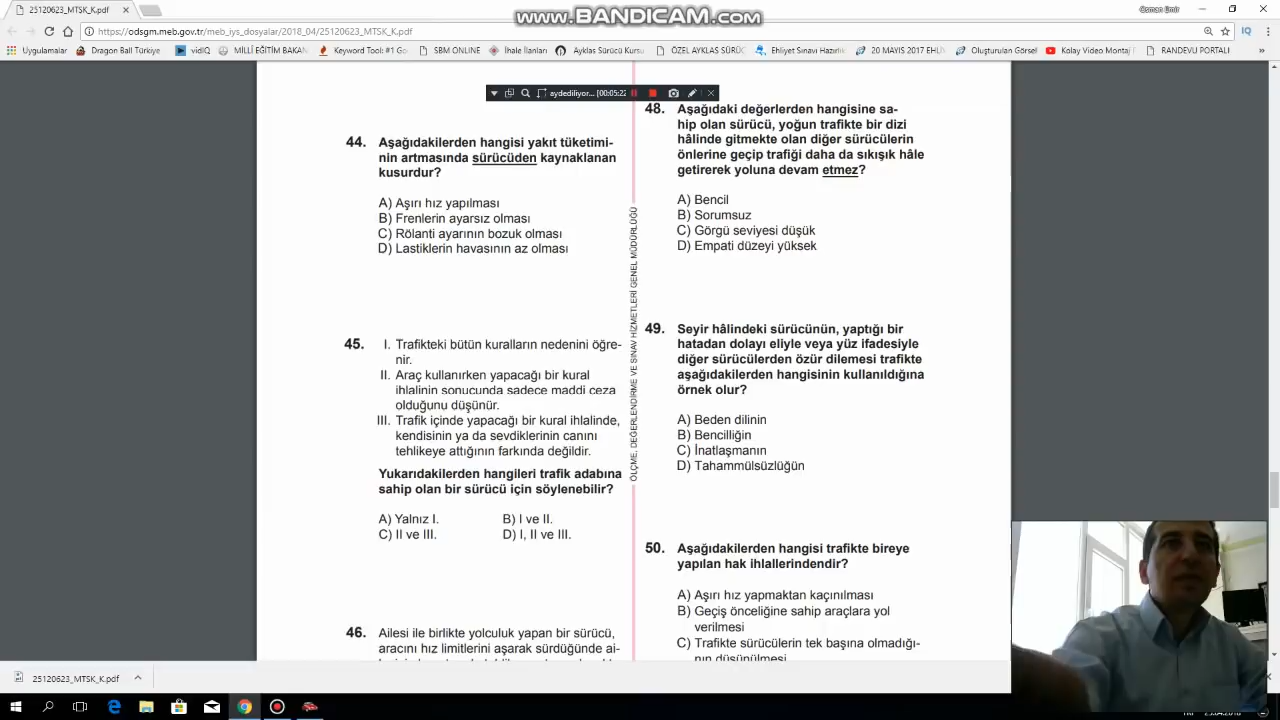 www.BANDICAM.com
25120623_MTSK_K.pdf
Osman Ümir
https://odsgm.meb.gov.tr/meb_iys_dosyalar/2018_04/25120623_MTSK_K.pdf
Uygulamalar
Dragon Ball Türkiye
vidIQ
MİLLİ EĞİTİM BAKAN
Keyword Tool: #1 Go
SBM ONLINE
İhale İlanları
Ayklas Sürücü Kursu
ÖZEL AYKLAS SÜRÜC
Ehliyet Sınavı Hazırlık
20 MAYIS 2017 EHLİ
Oluşturulan Görsel
Kolay Video Montaj
RANDEVU PORTALI
aydediliyor... [00:05:22
44. Aşağıdakilerden hangisi yakıt tüketimi-
nin artmasında sürücüden kaynaklanan
kusurdur?
A) Aşırı hız yapılması
B) Frenlerin ayarsız olması
C) Rölanti ayarının bozuk olması
D) Lastiklerin havasının az olması
45. I. Trafikteki bütün kuralların nedenini öğre-
nir.
II. Araç kullanırken yapacağı bir kural
ihlalinin sonucunda sadece maddi ceza
olduğunu düşünür.
III. Trafik içinde yapacağı bir kural ihlalinde,
kendisinin ya da sevdiklerinin canını
tehlikeye attığının farkında değildir.
Yukarıdakilerden hangileri trafik adabına
sahip olan bir sürücü için söylenebilir?
A) Yalnız I. B) I ve II.
C) II ve III. D) I, II ve III.
46. Ailesi ile birlikte yolculuk yapan bir sürücü,
aracını hız limitlerini aşarak sürdüğünde ai-
ÖLÇME, DEĞERLENDİRME VE SINAV HİZMETLERİ GENEL MÜDÜRLÜĞÜ
48. Aşağıdaki değerlerden hangisine sa-
hip olan sürücü, yoğun trafikte bir dizi
hâlinde gitmekte olan diğer sürücülerin
önlerine geçip trafiği daha da sıkışık hâle
getirerek yoluna devam etmez?
A) Bencil
B) Sorumsuz
C) Görgü seviyesi düşük
D) Empati düzeyi yüksek
49. Seyir hâlindeki sürücünün, yaptığı bir
hatadan dolayı eliyle veya yüz ifadesiyle
diğer sürücülerden özür dilemesi trafikte
aşağıdakilerden hangisinin kullanıldığına
örnek olur?
A) Beden dilinin
B) Bencilliğin
C) İnatlaşmanın
D) Tahammülsüzlüğün
50. Aşağıdakilerden hangisi trafikte bireye
yapılan hak ihlallerindendir?
A) Aşırı hız yapmaktan kaçınılması
B) Geçiş önceliğine sahip araçlara yol
verilmesi
C) Trafikte sürücülerin tek başına olmadığı-
nın düşünülmesi
25120623_MTSK_K.pdf